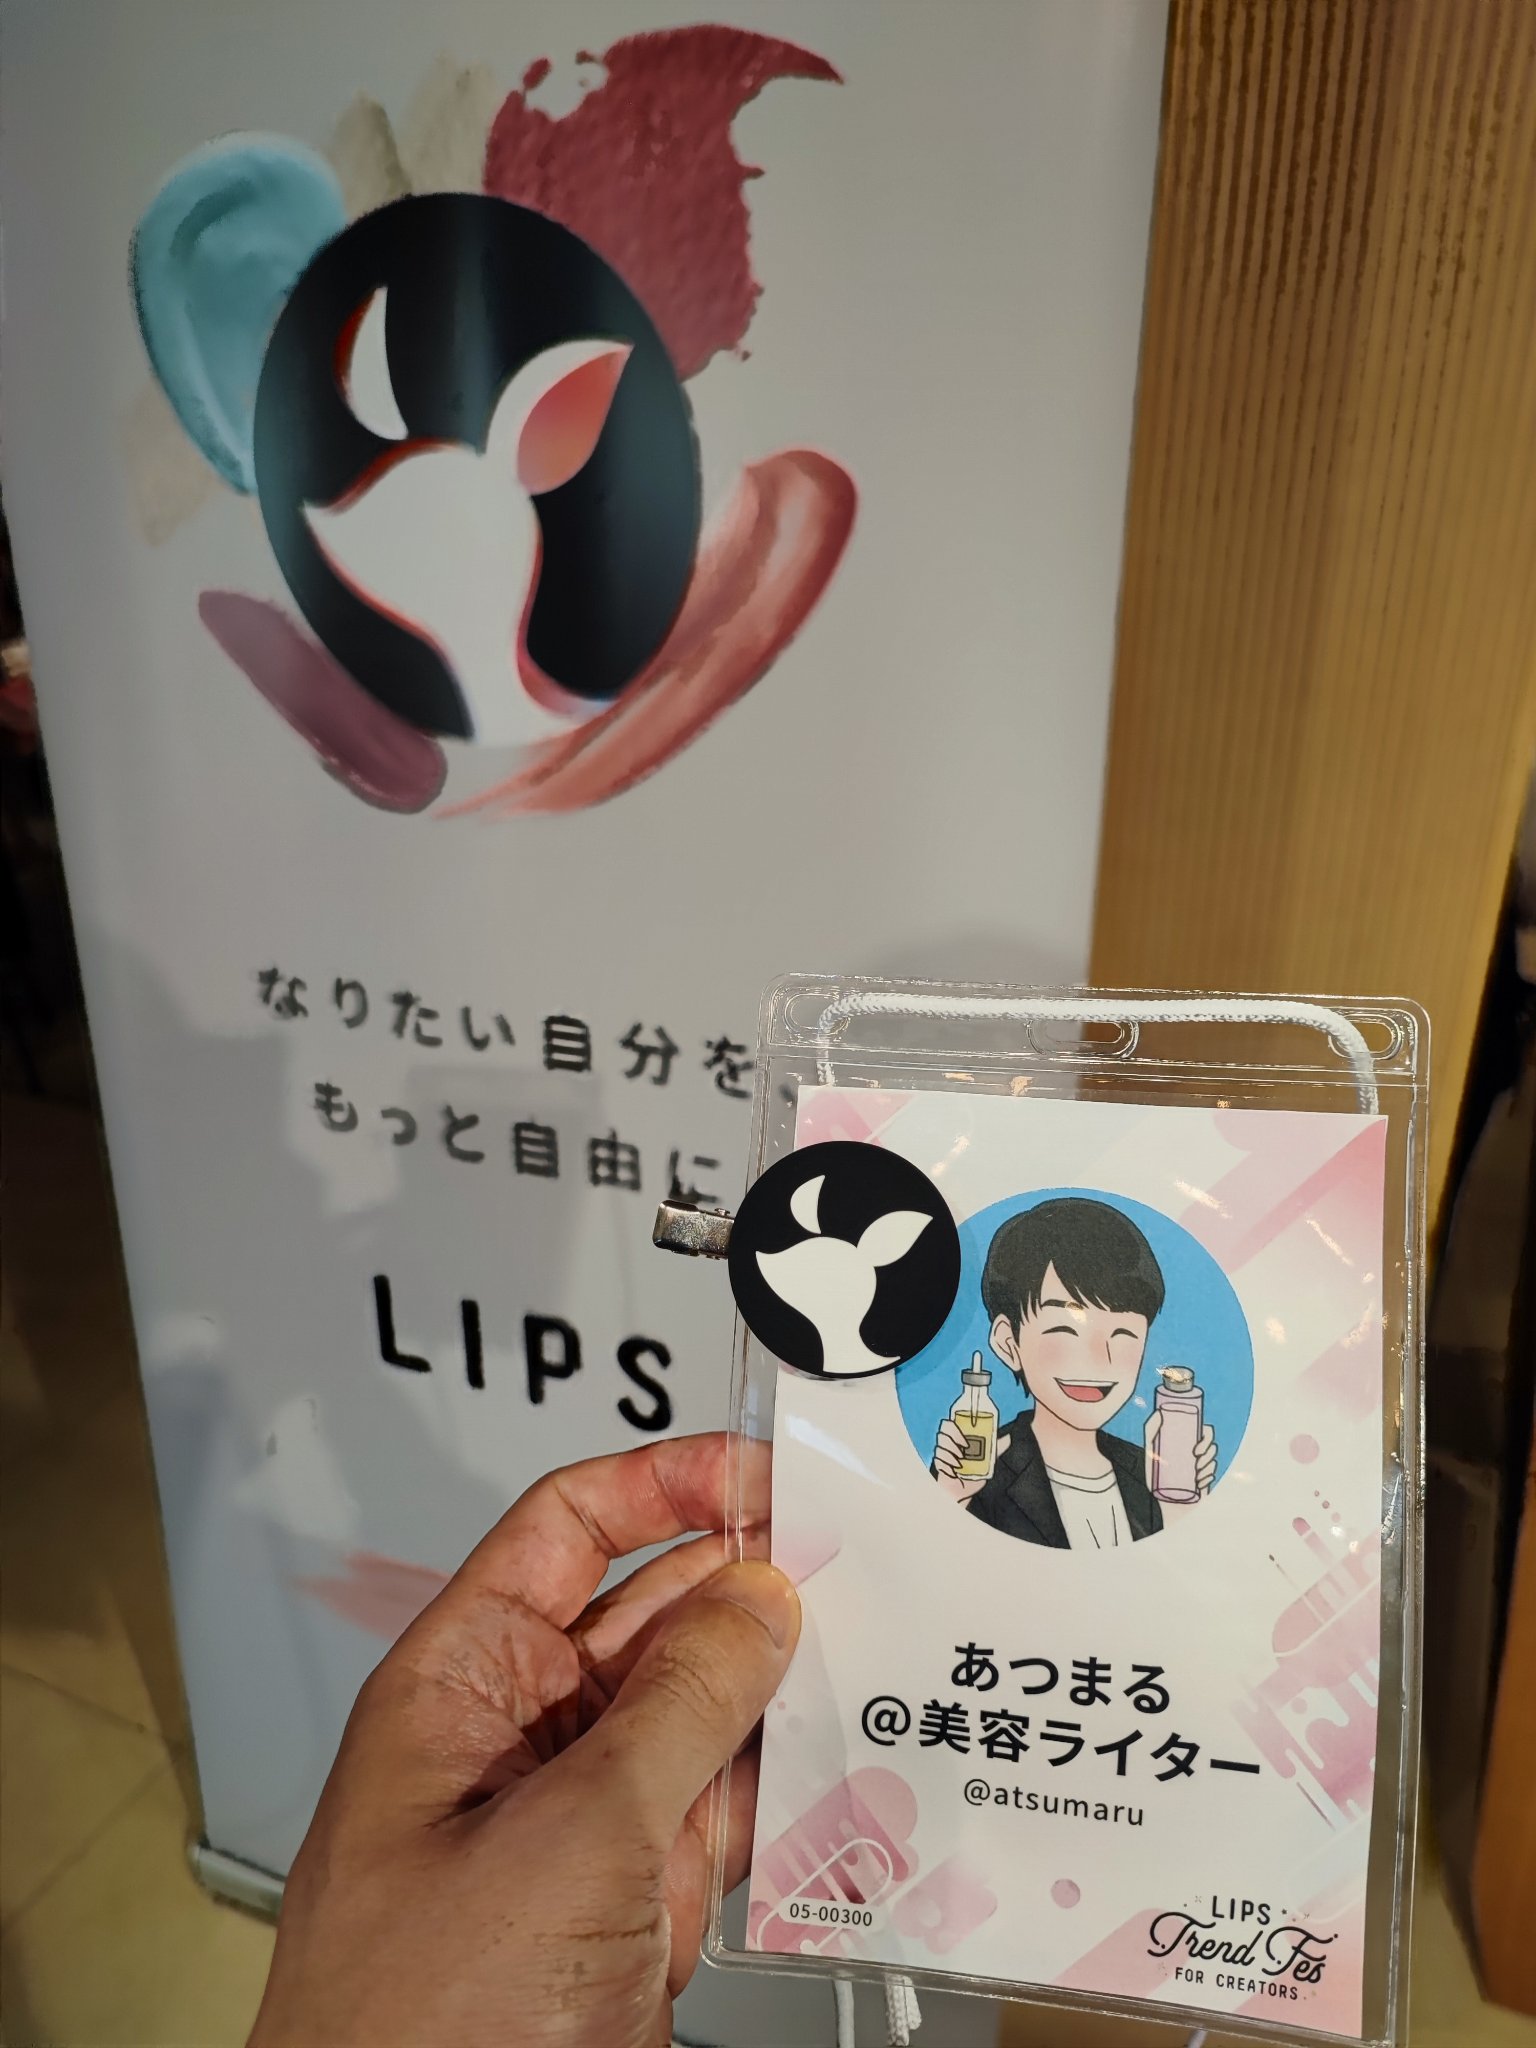 なりたい自分を、
もっと自由に
LIPS
あつまる
@美容ライター
@atsumaru
05-00300
LIPS
Trend Fes
FOR CREATORS